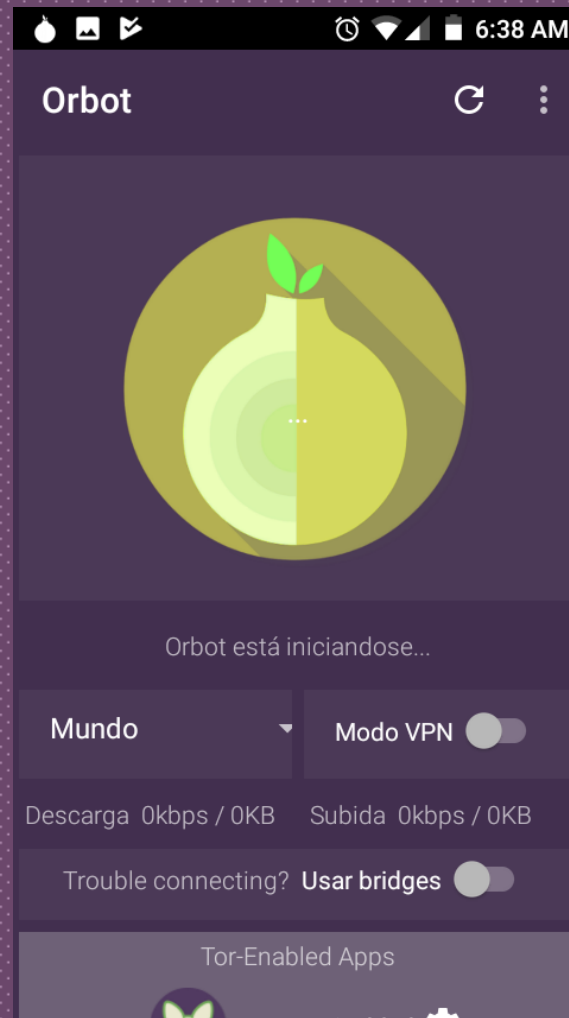 6:38 AM
Orbot
Orbot está iniciandose...
Mundo
Modo VPN
Descarga 0kbps / 0KB
Subida 0kbps / 0KB
Trouble connecting? Usar bridges
Tor-Enabled Apps